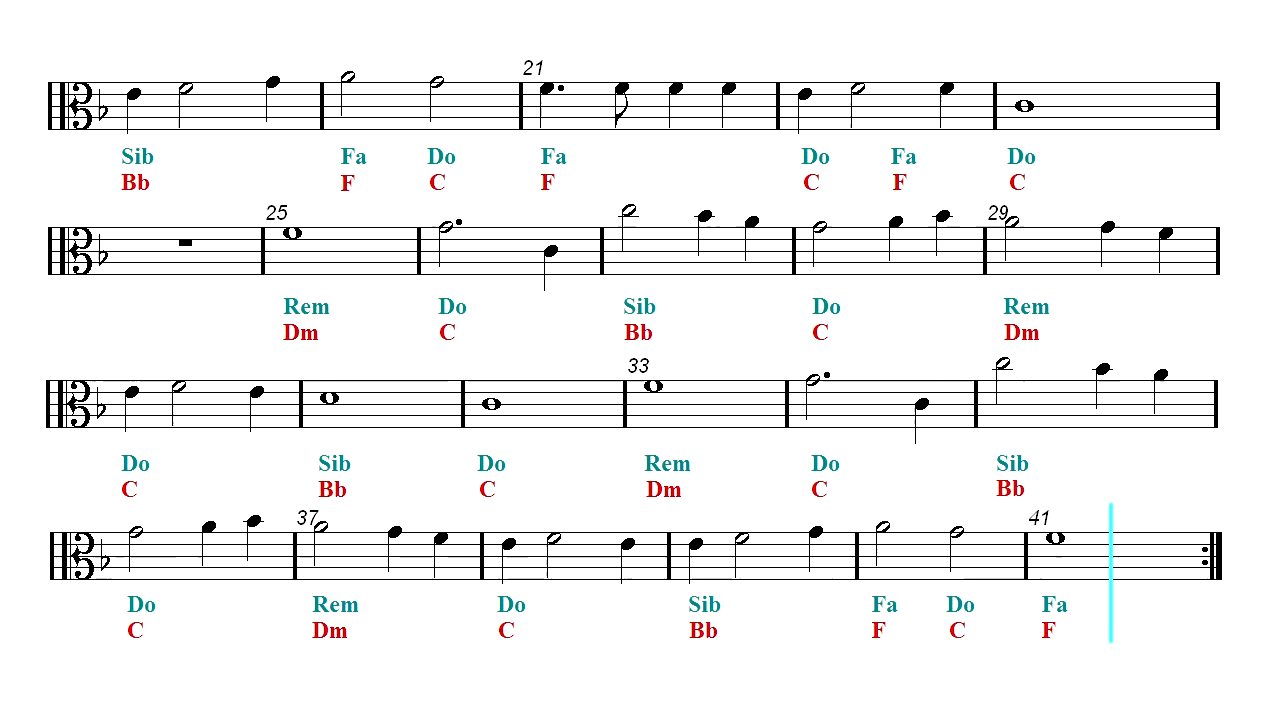 21
Sib Fa Do Fa Do Fa Do
Bb F C F C F C
25 29
Rem Do Sib Do Rem
Dm C Bb C Dm
33
Do Sib Do Rem Do Sib
C Bb C Dm C Bb
37 41
Do Rem Do Sib Fa Do Fa
C Dm C Bb F C F